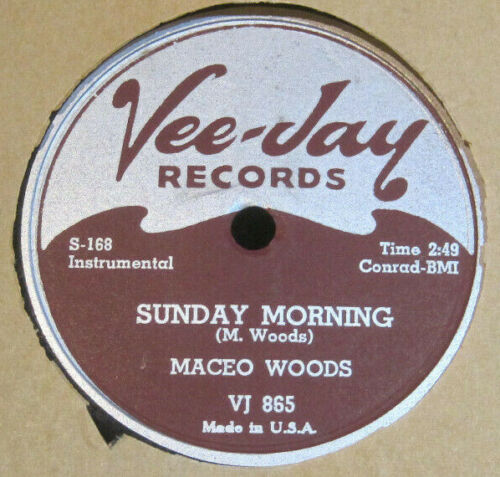 Vee-Jay
RECORDS
S-168
Instrumental
Time 2:49
Conrad-BMI
SUNDAY MORNING
(M. Woods)
MACEO WOODS
VJ 865
Made in U.S.A.